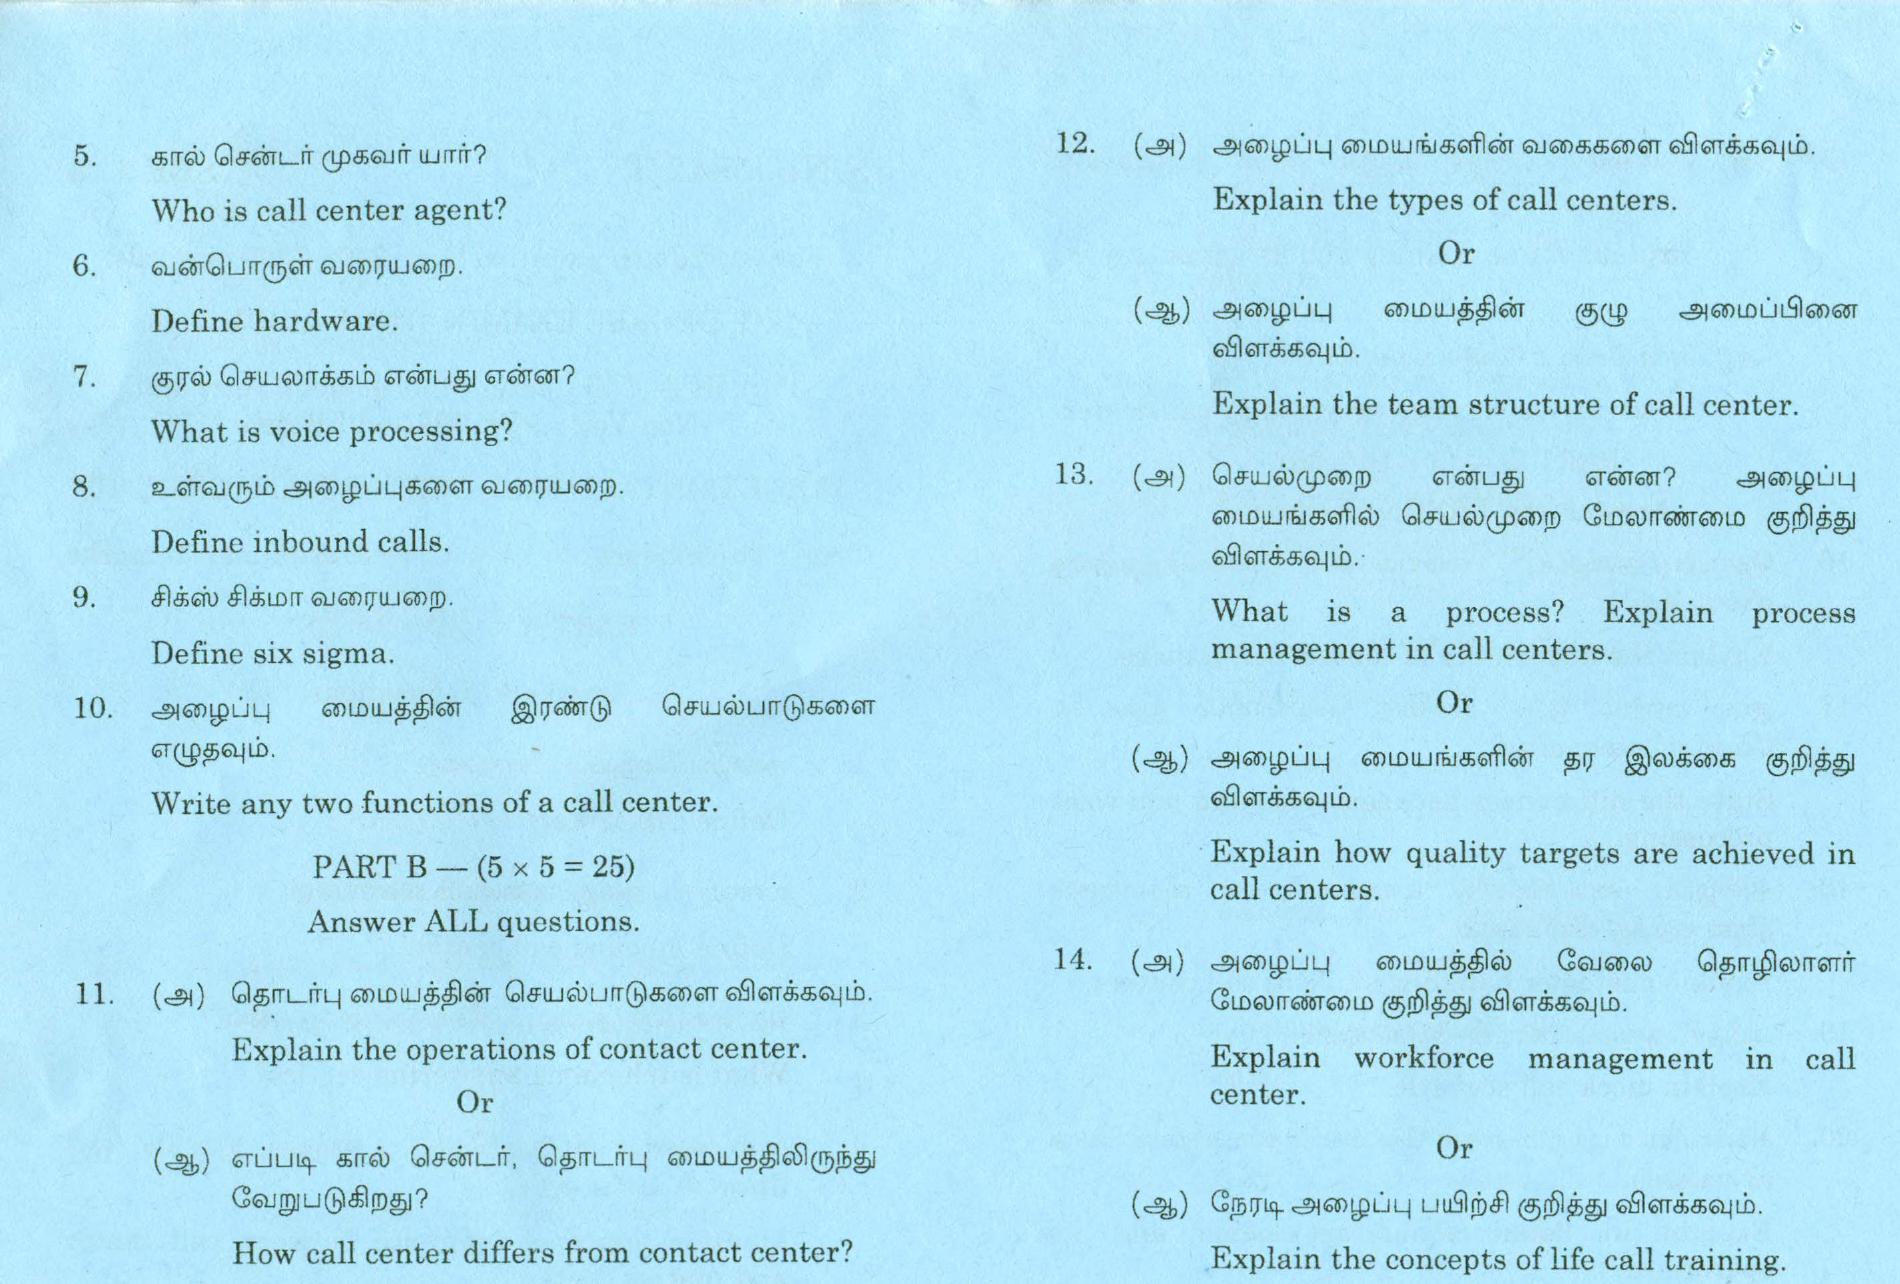 5. கால் சென்டர் முகவர் யார்?
Who is call center agent?
6. வன்பொருள் வரையறை.
Define hardware.
7. குரல் செயலாக்கம் என்பது என்ன?
What is voice processing?
8. உள்வரும் அழைப்புகளை வரையறை.
Define inbound calls.
9. சிக்ஸ் சிக்மா வரையறை.
Define six sigma.
10. அழைப்பு மையத்தின் இரண்டு செயல்பாடுகளை
எழுதவும்.
Write any two functions of a call center.
PART B — (5 × 5 = 25)
Answer ALL questions.
11. (அ) தொடர்பு மையத்தின் செயல்பாடுகளை விளக்கவும்.
Explain the operations of contact center.
Or
(ஆ) எப்படி கால் சென்டர், தொடர்பு மையத்திலிருந்து
வேறுபடுகிறது?
How call center differs from contact center?
12. (அ) அழைப்பு மையங்களின் வகைகளை விளக்கவும்.
Explain the types of call centers.
Or
(ஆ) அழைப்பு மையத்தின் குழு அமைப்பினை
விளக்கவும்.
Explain the team structure of call center.
13. (அ) செயல்முறை என்பது என்ன? அழைப்பு
மையங்களில் செயல்முறை மேலாண்மை குறித்து
விளக்கவும்.
What is a process? Explain process
management in call centers.
Or
(ஆ) அழைப்பு மையங்களின் தர இலக்கை குறித்து
விளக்கவும்.
Explain how quality targets are achieved in
call centers.
14. (அ) அழைப்பு மையத்தில் வேலை தொழிலாளர்
மேலாண்மை குறித்து விளக்கவும்.
Explain workforce management in call
center.
Or
(ஆ) நேரடி அழைப்பு பயிற்சி குறித்து விளக்கவும்.
Explain the concepts of life call training.